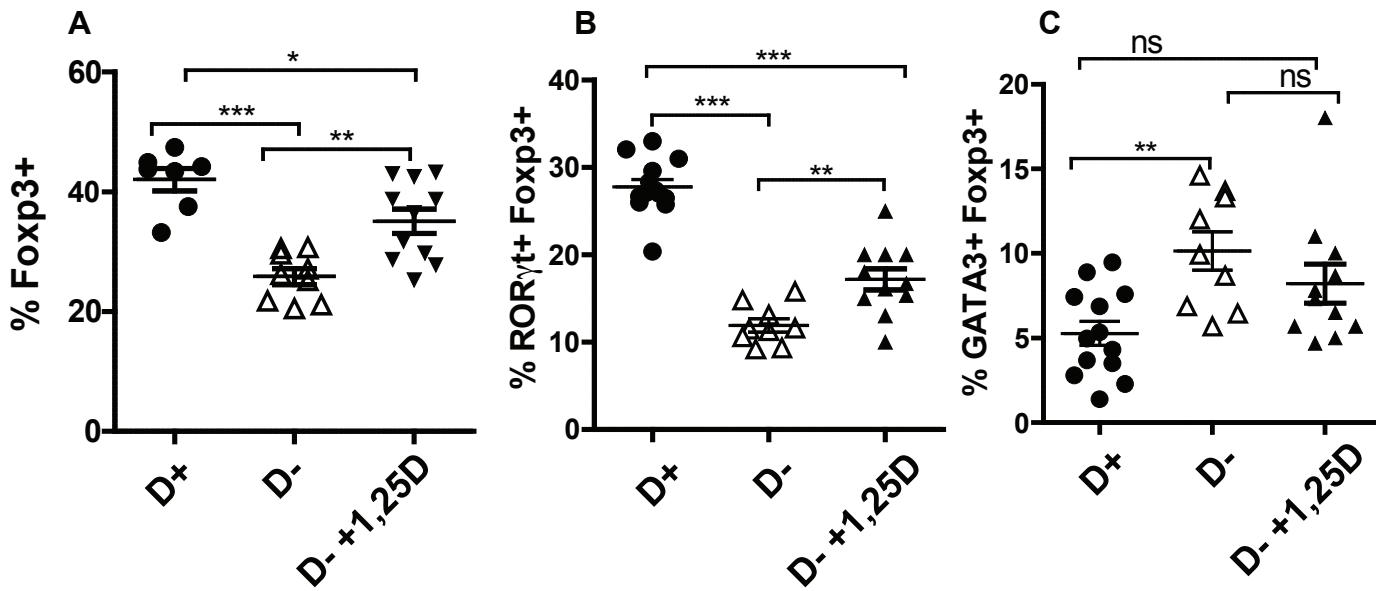 A
% Foxp3+
60
40
20
0
*
***
**
D+
D-
D- +1,25D
B
% RORγt+ Foxp3+
40
30
20
10
0
***
***
**
D+
D-
D- +1,25D
C
% GATA3+ Foxp3+
20
15
10
5
0
ns
ns
**
D+
D-
D- +1,25D